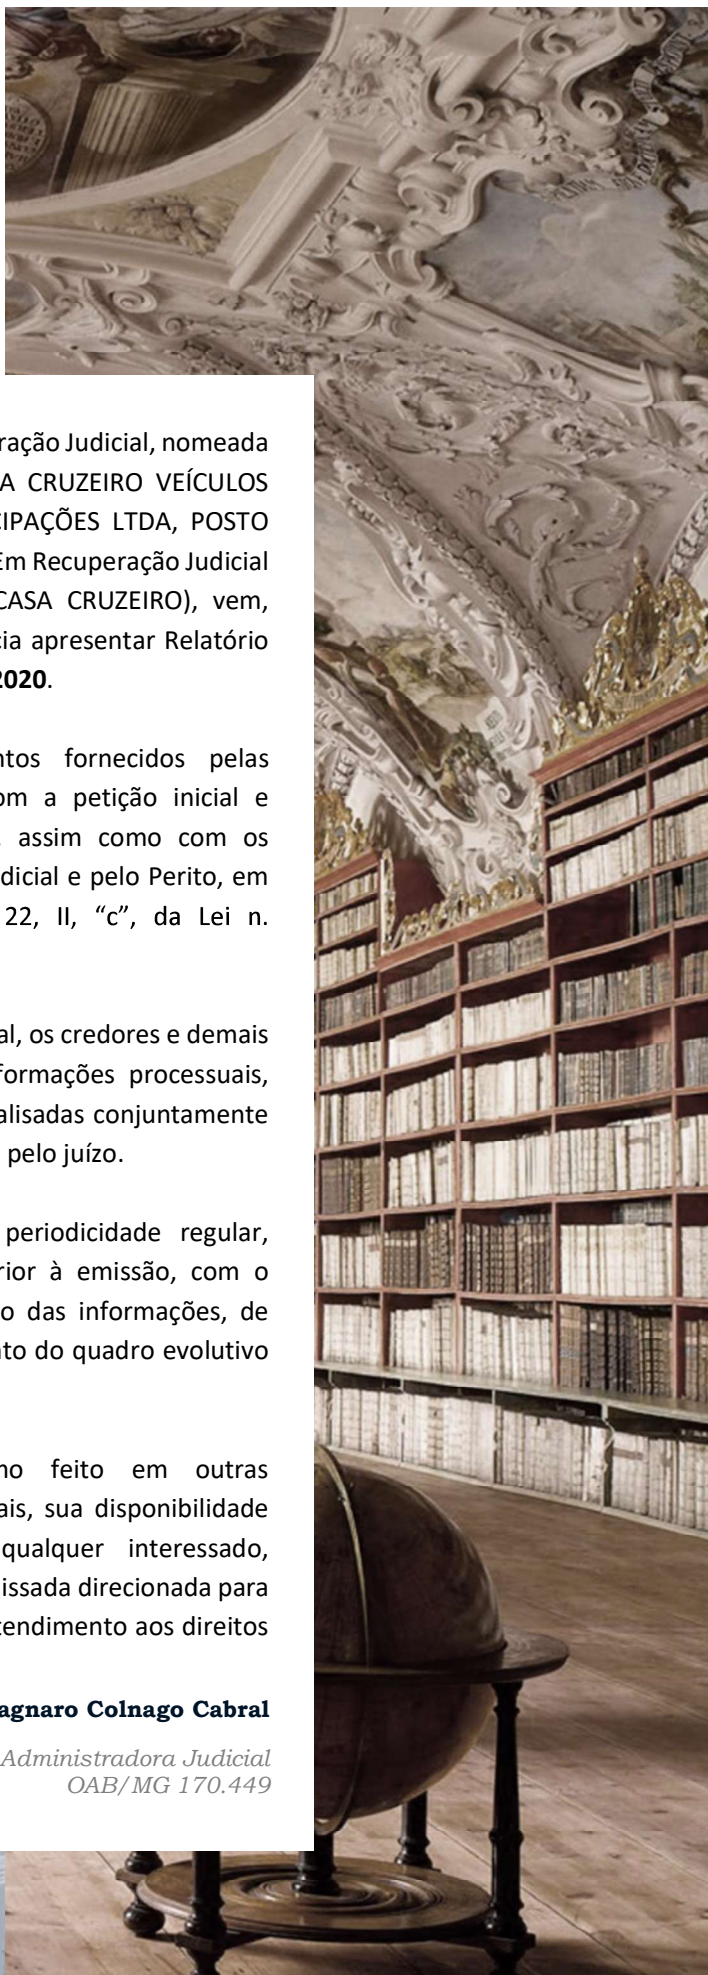 ração Judicial, nomeada
A CRUZEIRO VEÍCULOS
CIPAÇÕES LTDA, POSTO
Em Recuperação Judicial
CASA CRUZEIRO), vem,
cia apresentar Relatório
2020.
ntos fornecidos pelas
om a petição inicial e
assim como com os
dicial e pelo Perito, em
22, II, “c”, da Lei n.
al, os credores e demais
formações processuais,
alisadas conjuntamente
pelo juízo.
periodicidade regular,
rior à emissão, com o
o das informações, de
nto do quadro evolutivo
no feito em outras
ais, sua disponibilidade
qualquer interessado,
issada direcionada para
tendimento aos direitos
agnaro Colnago Cabral
Administradora Judicial
OAB/MG 170.449